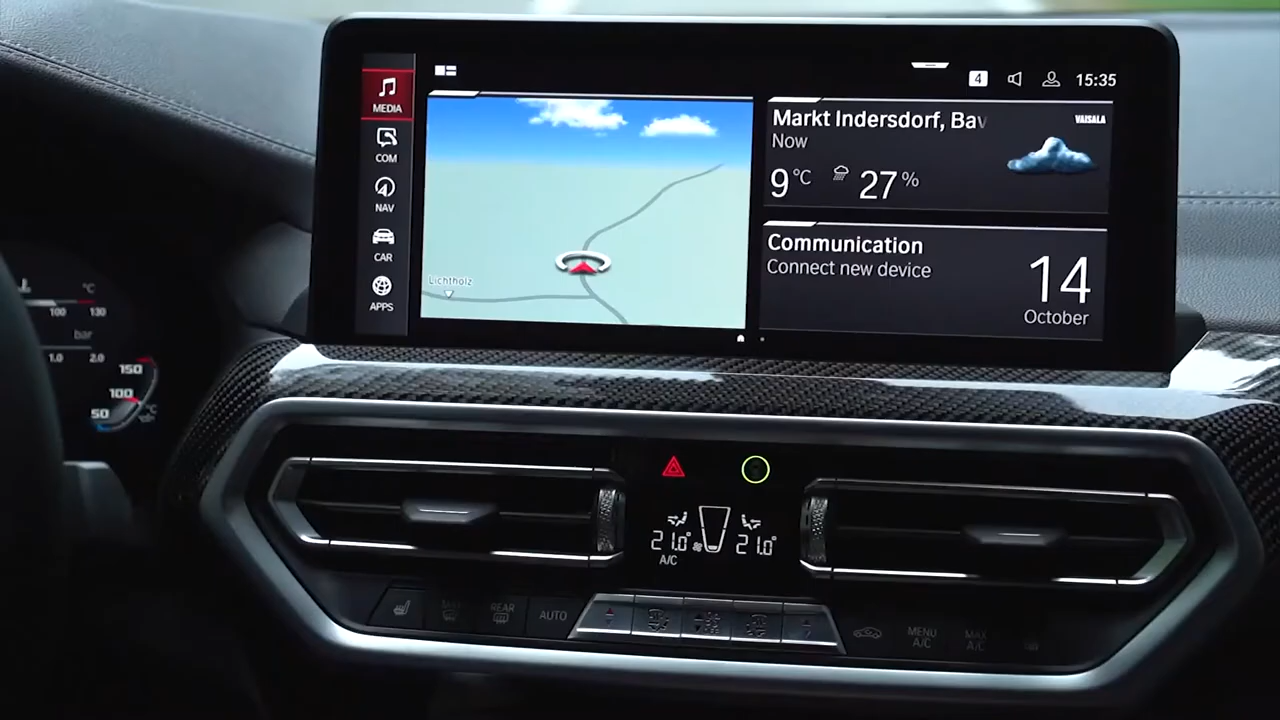 4
15:35
MEDIA
COM
NAV
CAR
APPS
Lichtholz
Markt Indersdorf, Bav
VAISALA
Now
9°C
27%
Communication
Connect new device
14
October
°C
100 130
bar
1.0 2.0
150
100
50
°C
21.0° 21.0°
A/C
REAR
AUTO
MENU
A/C
MAX
A/C